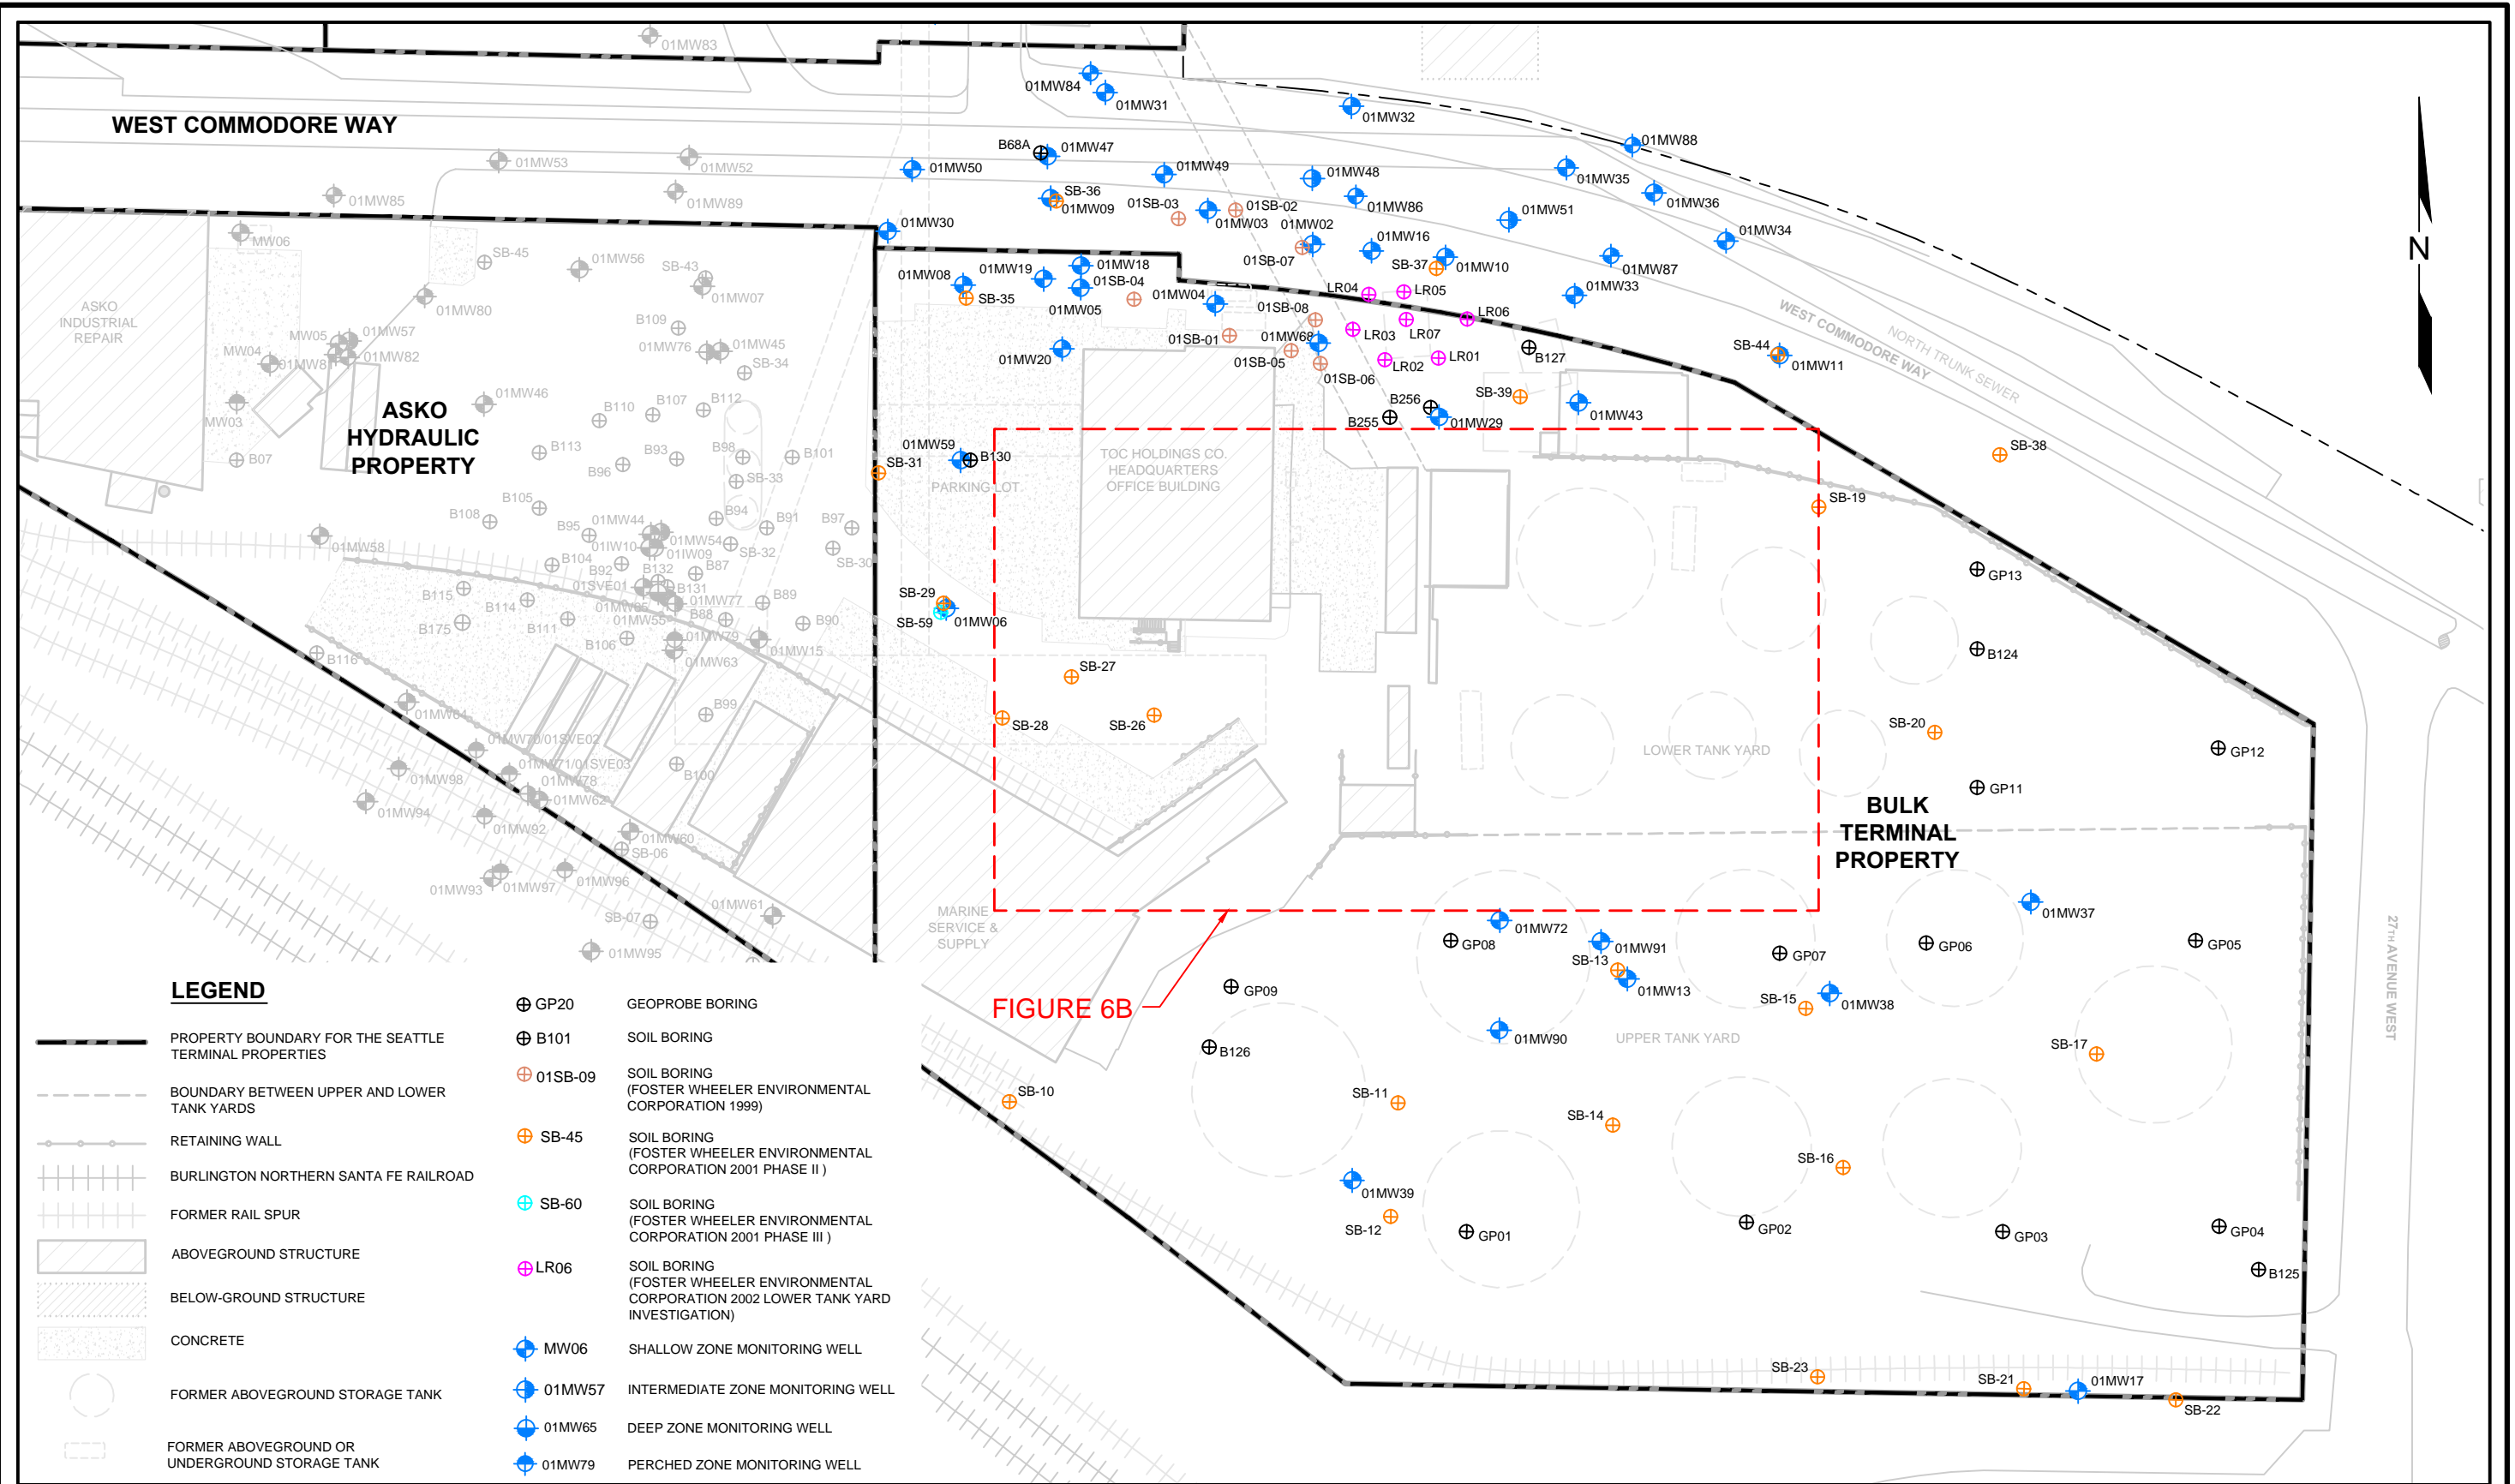 01MW83
01MW84
01MW31
01MW32
WEST COMMODORE WAY
01MW88
B68A
01MW47
01MW53
01MW52
01MW50
01MW49
01MW48
01MW35
01MW85
01MW89
SB-36
01MW09
01SB-03
01MW03
01SB-02
01MW86
01MW36
01MW51
01MW02
01MW30
MW06
01MW16
01MW34
N
SB-45
01MW56
SB-43
01MW08
01MW19
01MW18
01SB-07
SB-37
01MW10
01MW87
01MW07
01SB-04
01MW04
LR04
LR05
01MW33
SB-35
01MW05
01SB-08
LR06
ASKO
INDUSTRIAL
REPAIR
01MW80
WEST COMMODORE WAY
NORTH TRUNK SEWER
B109
MW05
01MW57
LR03
LR07
01SB-01
01MW68
B127
MW04
01MW81
01MW82
01MW76
01MW45
01MW20
01SB-05
LR02
LR01
SB-44
01MW11
SB-34
01SB-06
01MW46
B112
B107
B110
MW03
SB-39
01MW43
B256
B255
01MW29
ASKO
HYDRAULIC
PROPERTY
B113
B93
B98
B101
B96
B07
01MW59
B130
SB-31
TOC HOLDINGS CO.
HEADQUARTERS
OFFICE BUILDING
SB-38
SB-33
PARKING LOT
B105
B108
B94
B91
B97
SB-19
B95
01MW44
01MW54
01MW58
01IW10
01IW09
SB-32
SB-30
B104
B92
B132
B87
GP13
01SVE01
B131
B115
SB-29
B114
01MW77
B89
SB-59
01MW06
B175
B111
01MW55
B88
B90
B106
01MW79
01MW15
B116
01MW63
B124
SB-27
01MW64
B99
SB-28
SB-26
SB-20
01MW70/01SVE02
LOWER TANK YARD
GP12
01MW98
01MW71/01SVE03
B100
01MW78
GP11
01MW94
01MW62
BULK
TERMINAL
PROPERTY
01MW92
01MW60
SB-06
01MW93
01MW97
01MW96
01MW61
SB-07
MARINE
SERVICE &
SUPPLY
01MW72
01MW37
01MW95
GP08
01MW91
GP07
GP06
GP05
27TH AVENUE WEST
SB-13
01MW13
GP09
FIGURE 6B
SB-15
01MW38
01MW90
UPPER TANK YARD
B126
SB-17
SB-10
SB-11
SB-14
SB-16
01MW39
SB-12
GP01
GP02
GP03
GP04
B125
SB-23
SB-21
01MW17
SB-22
LEGEND
PROPERTY BOUNDARY FOR THE SEATTLE
TERMINAL PROPERTIES
BOUNDARY BETWEEN UPPER AND LOWER
TANK YARDS
RETAINING WALL
BURLINGTON NORTHERN SANTA FE RAILROAD
FORMER RAIL SPUR
ABOVEGROUND STRUCTURE
BELOW-GROUND STRUCTURE
CONCRETE
FORMER ABOVEGROUND STORAGE TANK
FORMER ABOVEGROUND OR
UNDERGROUND STORAGE TANK
GP20 GEOPROBE BORING
B101 SOIL BORING
01SB-09 SOIL BORING
(FOSTER WHEELER ENVIRONMENTAL
CORPORATION 1999)
SB-45 SOIL BORING
(FOSTER WHEELER ENVIRONMENTAL
CORPORATION 2001 PHASE II )
SB-60 SOIL BORING
(FOSTER WHEELER ENVIRONMENTAL
CORPORATION 2001 PHASE III )
LR06 SOIL BORING
(FOSTER WHEELER ENVIRONMENTAL
CORPORATION 2002 LOWER TANK YARD
INVESTIGATION)
MW06 SHALLOW ZONE MONITORING WELL
01MW57 INTERMEDIATE ZONE MONITORING WELL
01MW65 DEEP ZONE MONITORING WELL
01MW79 PERCHED ZONE MONITORING WELL